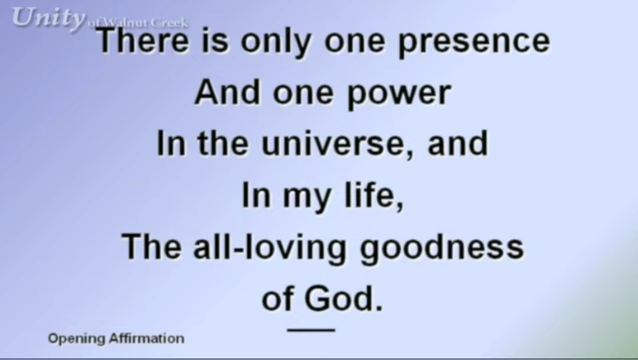 Unity of Walnut Creek
There is only one presence
And one power
In the universe, and
In my life,
The all-loving goodness
of God.
Opening Affirmation